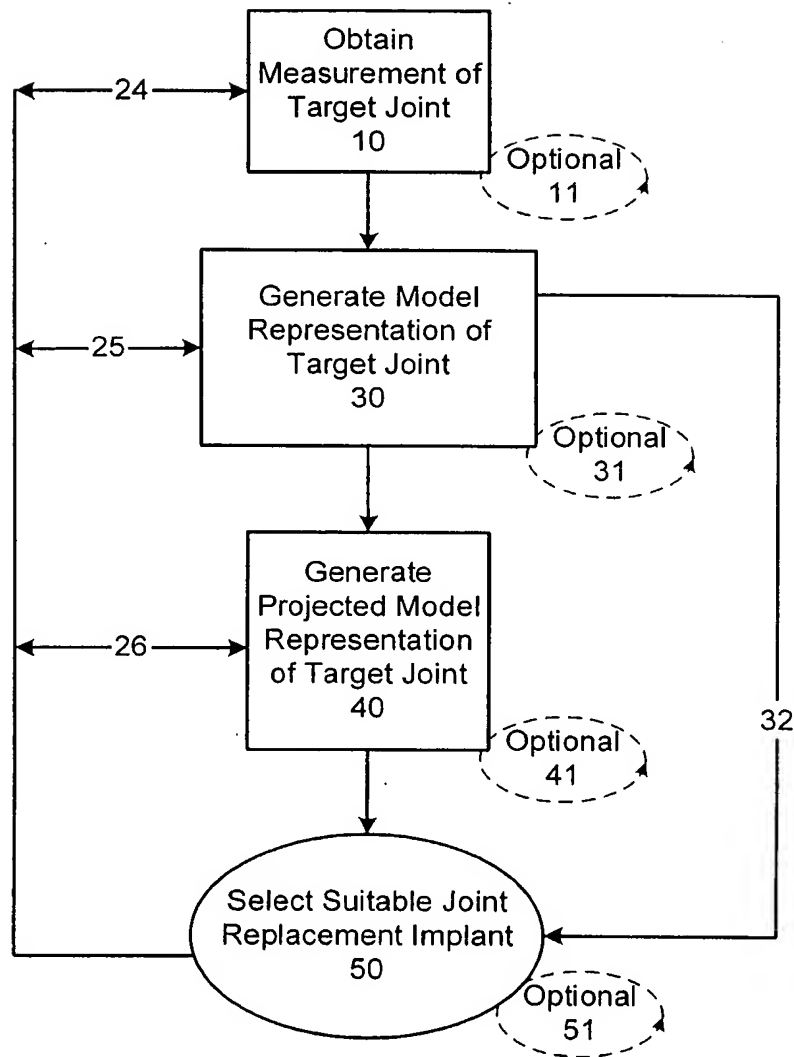 Obtain
Measurement of
Target Joint
10
24
Optional
11
Generate Model
Representation of
Target Joint
30
25
Optional
31
Generate
Projected Model
Representation
of Target Joint
40
26
32
Optional
41
Select Suitable Joint
Replacement Implant
50
Optional
51